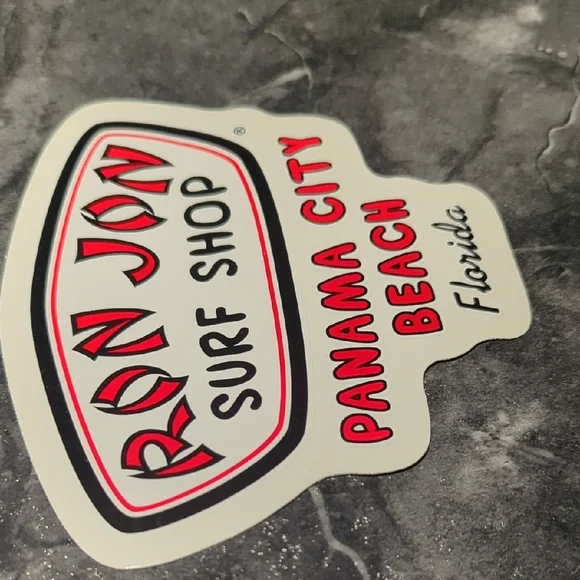 RON JON
SURF SHOP
®
PANAMA CITY
BEACH
Florida